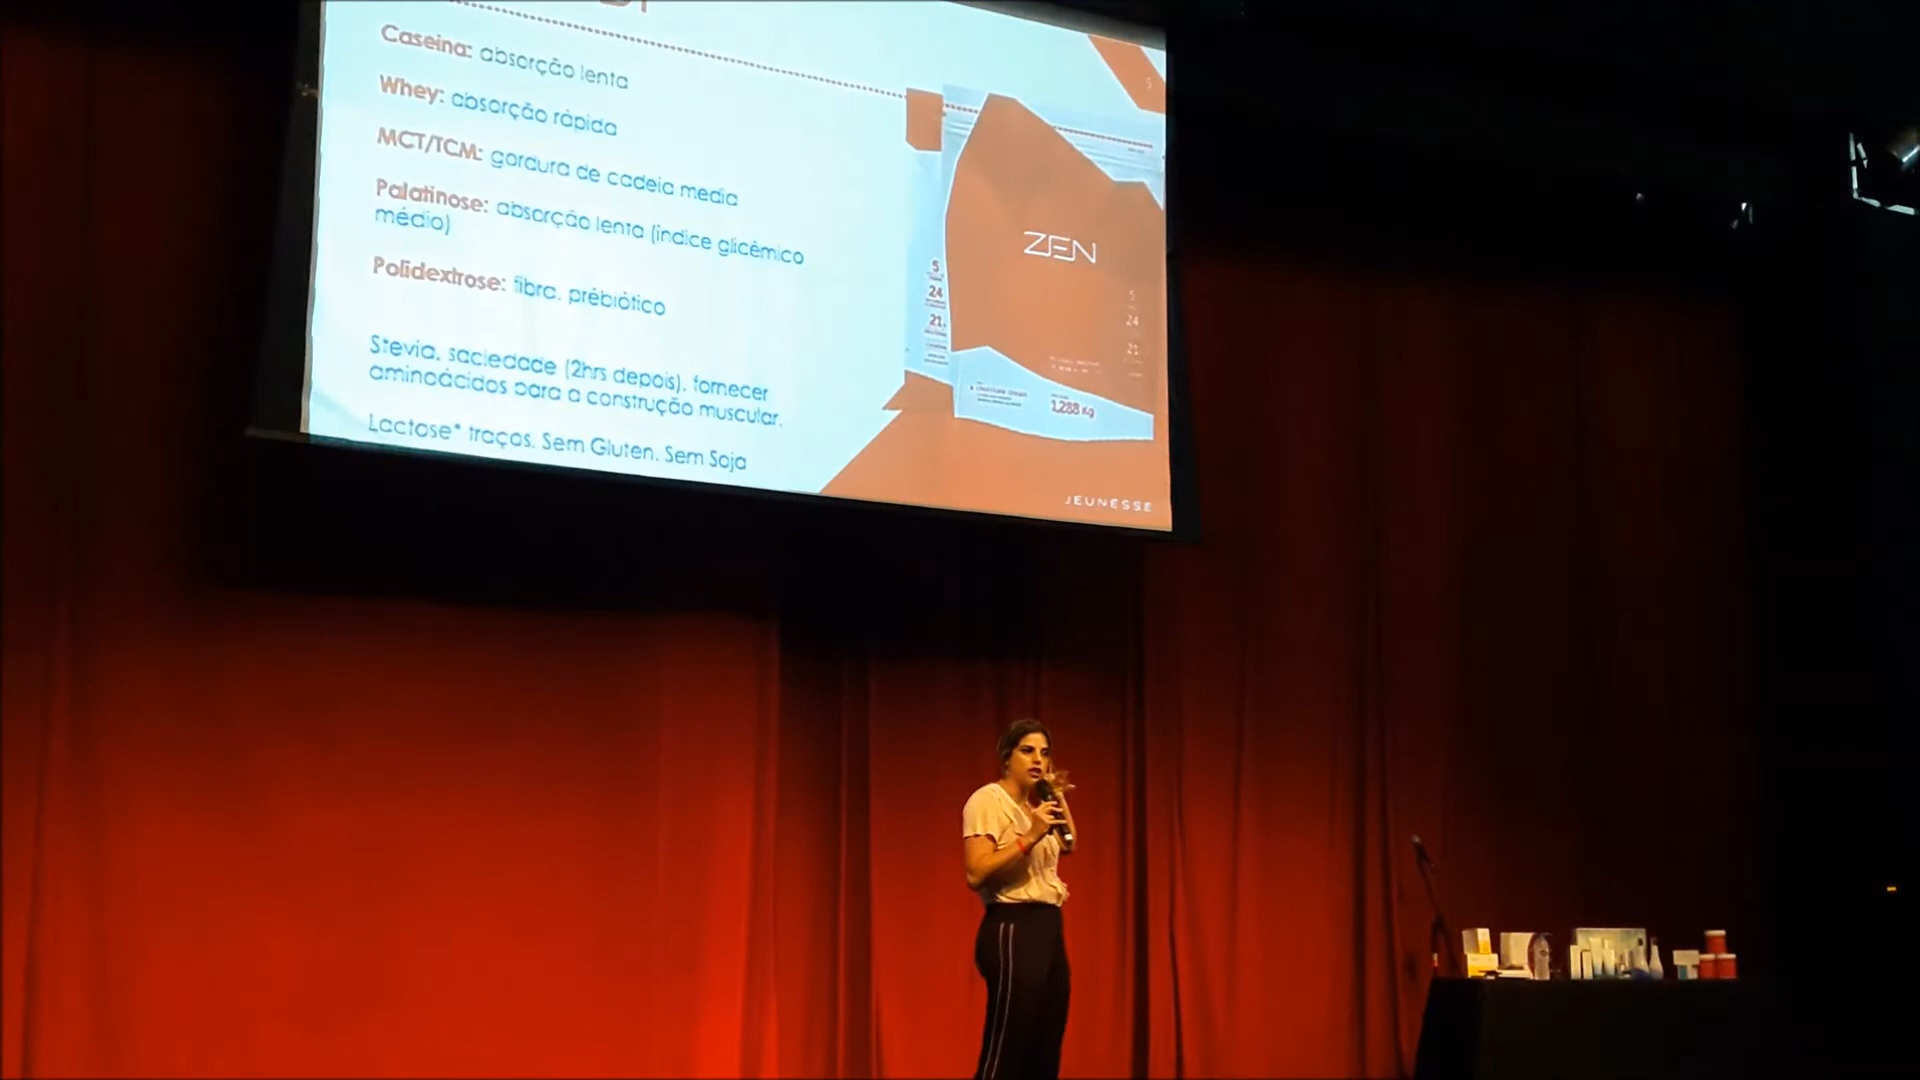 Caseina: absorção lenta
Whey: absorção rápida
MCT/TCM: gordura de cadeia media
Palatinose: absorção lenta (índice glicêmico
médio)
Polidextrose: fibra, prébiótico
Stevia, saciedade (2hrs depois), fornecer
aminoácidos para a construção muscular.
Lactose* traços. Sem Gluten. Sem Soja
5
24
21
ZEN
5
24
21
1,288 Kg
JEUNESSE